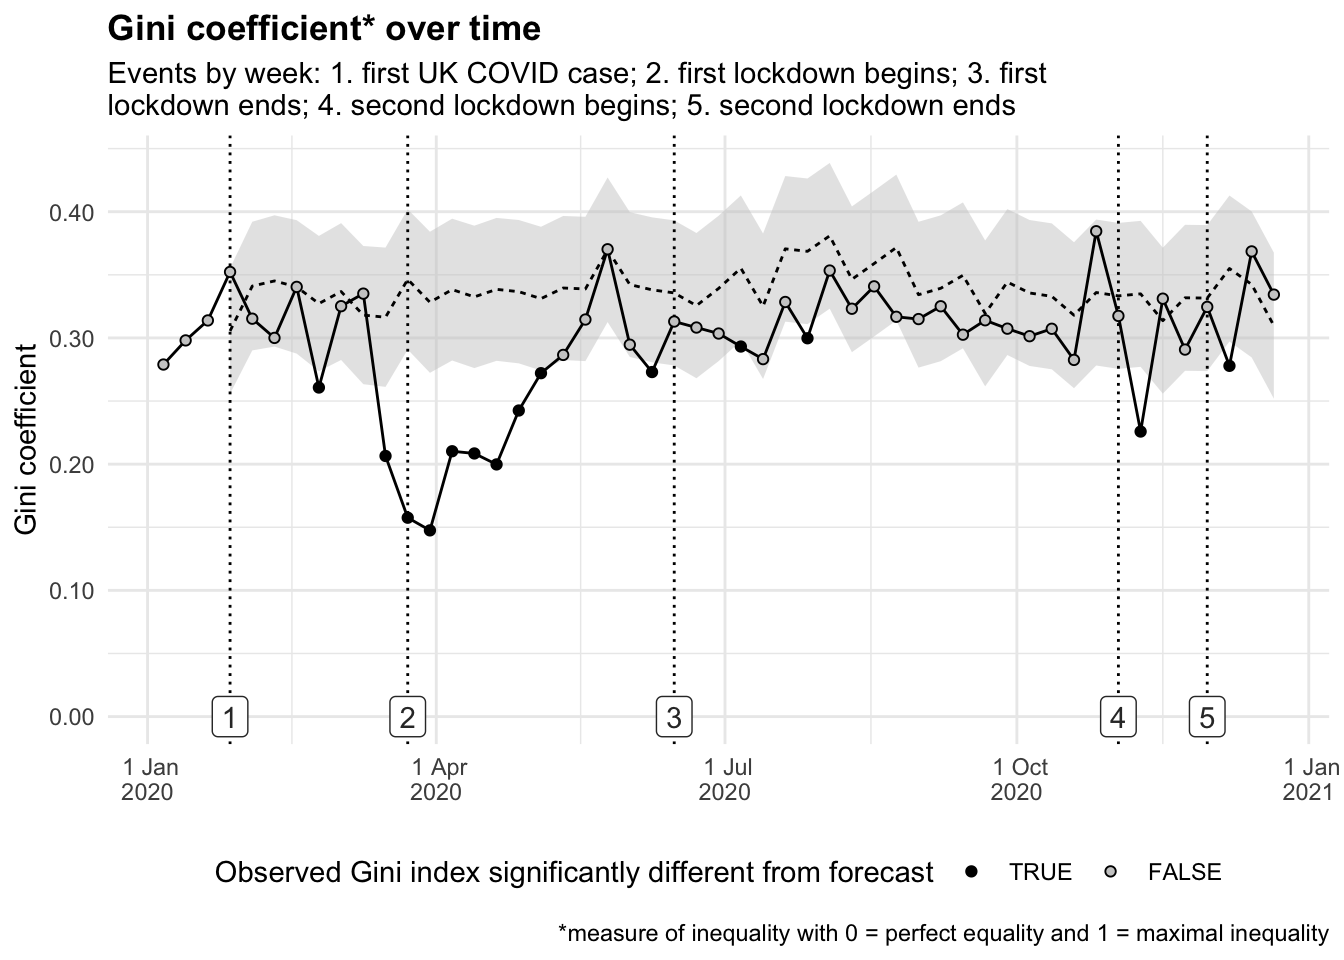 Gini coefficient* over time
Events by week: 1. first UK COVID case; 2. first lockdown begins; 3. first
lockdown ends; 4. second lockdown begins; 5. second lockdown ends
Gini coefficient
0.40
0.30
0.20
0.10
0.00
1
2
3
4
5
1 Jan
2020
1 Apr
2020
1 Jul
2020
1 Oct
2020
1 Jan
2021
Observed Gini index significantly different from forecast TRUE FALSE
*measure of inequality with 0 = perfect equality and 1 = maximal inequality